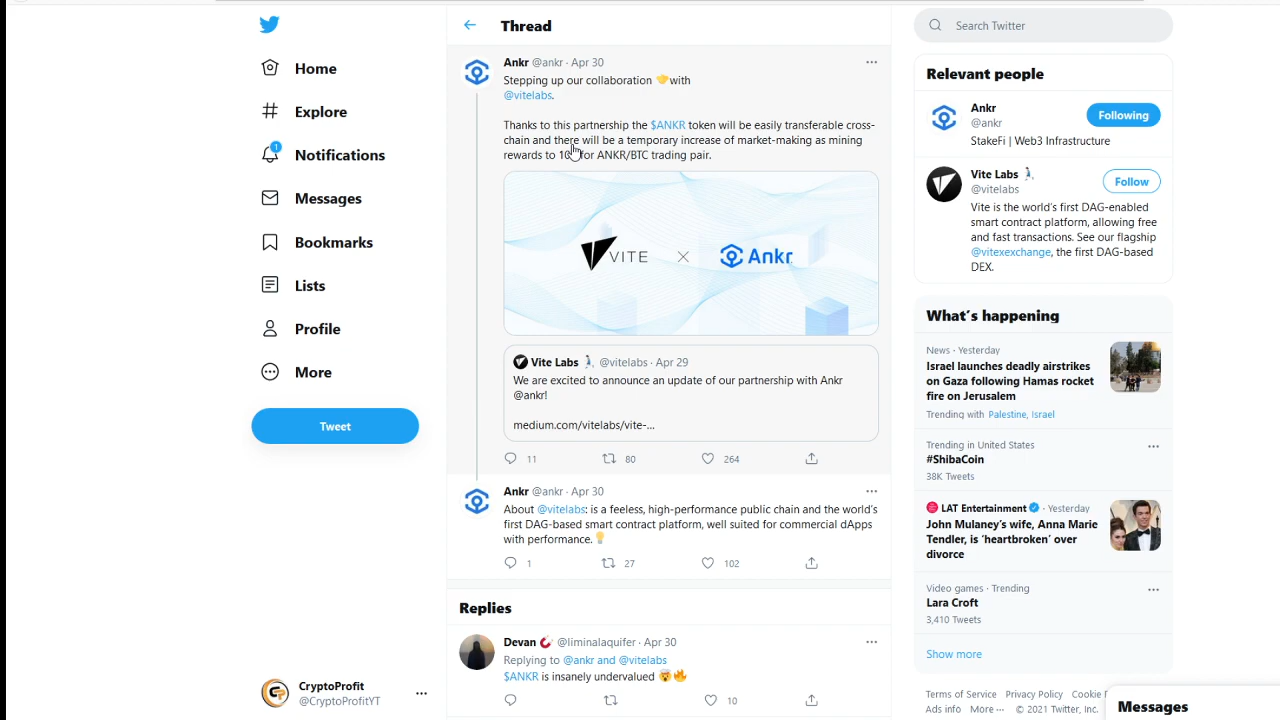 Home
Explore
1
Notifications
Messages
Bookmarks
Lists
Profile
More
Tweet
CryptoProfit
@CryptoProfitYT
Thread
Ankr @ankr · Apr 30
Stepping up our collaboration 🤝with
@vitelabs.
Thanks to this partnership the $ANKR token will be easily transferable cross-
chain and there will be a temporary increase of market-making as mining
rewards to for ANKR/BTC trading pair.
VITE × Ankr
Vite Labs @vitelabs · Apr 29
We are excited to announce an update of our partnership with Ankr
@ankr!
medium.com/vitelabs/vite-...
11 80 264
Ankr @ankr · Apr 30
About @vitelabs: is a feeless, high-performance public chain and the world's
first DAG-based smart contract platform, well suited for commercial dApps
with performance.💡
1 27 102
Replies
Devan @liminalaquifer · Apr 30
Replying to @ankr and @vitelabs
$ANKR is insanely undervalued 🤯🔥
10
Search Twitter
Relevant people
Ankr
@ankr
Following
StakeFi | Web3 Infrastructure
Vite Labs
@vitelabs
Follow
Vite is the world's first DAG-enabled
smart contract platform, allowing free
and fast transactions. See our flagship
@vitexexchange, the first DAG-based
DEX.
What's happening
News · Yesterday
Israel launches deadly airstrikes
on Gaza following Hamas rocket
fire on Jerusalem
Trending with Palestine, Israel
Trending in United States
#ShibaCoin
38K Tweets
LAT Entertainment · Yesterday
John Mulaney's wife, Anna Marie
Tendler, is 'heartbroken' over
divorce
Video games · Trending
Lara Croft
3,410 Tweets
Show more
Terms of Service Privacy Policy Cookie
Ads info More ··· © 2021 Twitter, Inc.
Messages